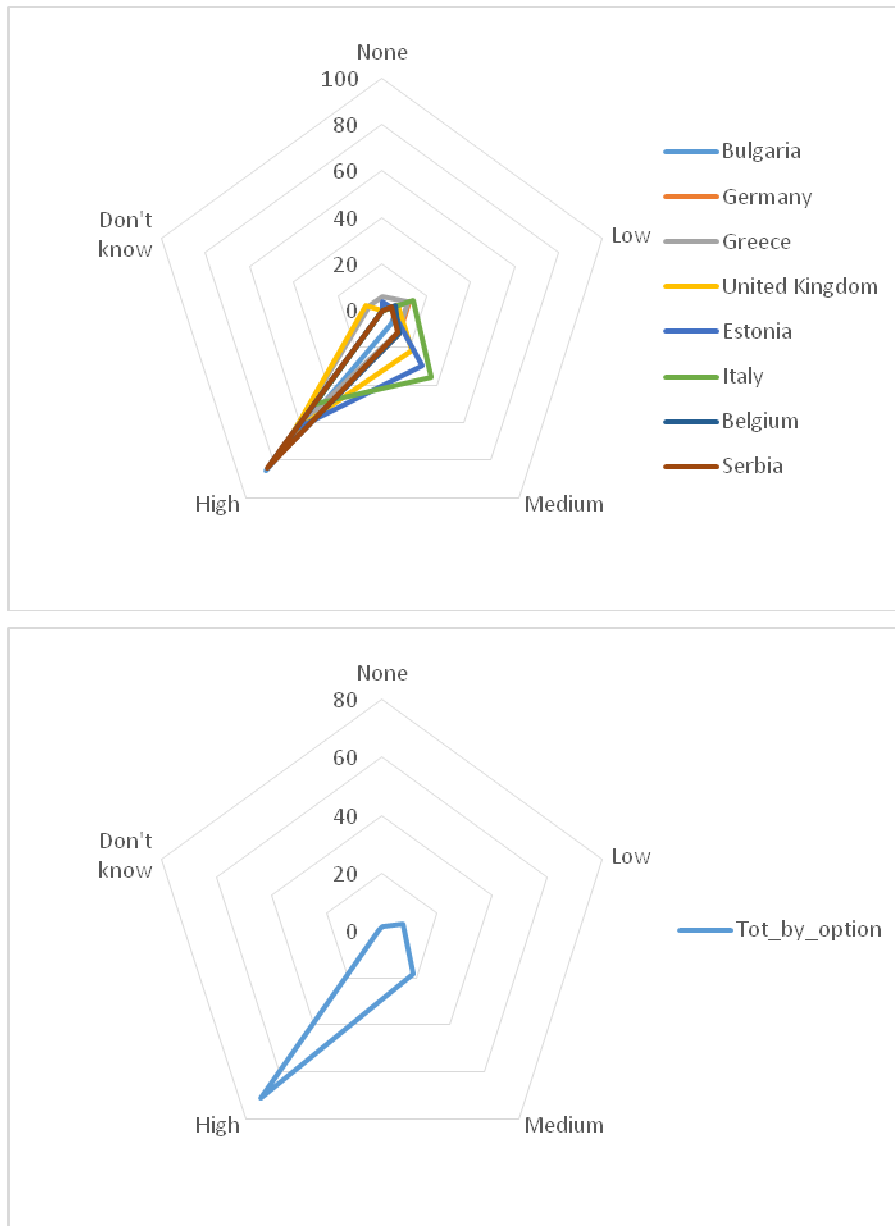 None
100
80
60
40
20
0
Don't
know
Low
High
Medium
Bulgaria
Germany
Greece
United Kingdom
Estonia
Italy
Belgium
Serbia
None
80
60
40
20
0
Don't
know
Low
High
Medium
Tot_by_option